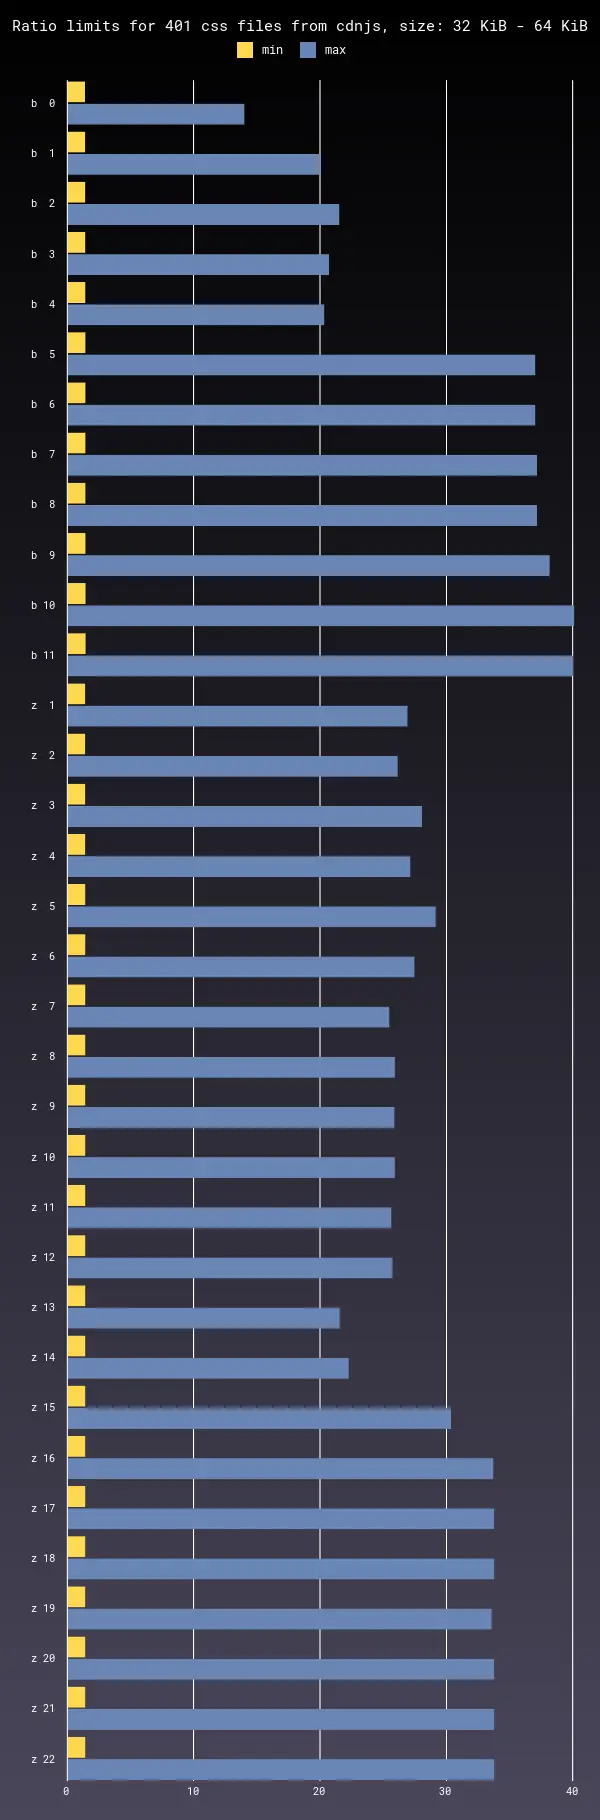 Ratio limits for 401 css files from cdnjs, size: 32 KiB - 64 KiB
min max
b 0
b 1
b 2
b 3
b 4
b 5
b 6
b 7
b 8
b 9
b 10
b 11
z 1
z 2
z 3
z 4
z 5
z 6
z 7
z 8
z 9
z 10
z 11
z 12
z 13
z 14
z 15
z 16
z 17
z 18
z 19
z 20
z 21
z 22
0 10 20 30 40